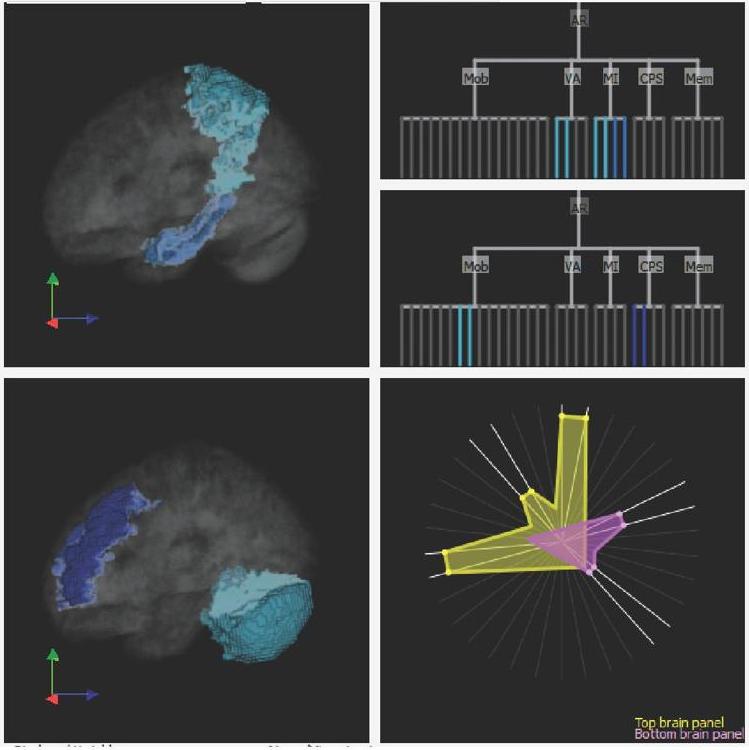 AR
Mob VA MI CPS Mem
AR
Mob VA MI CPS Mem
Top brain panel
Bottom brain panel